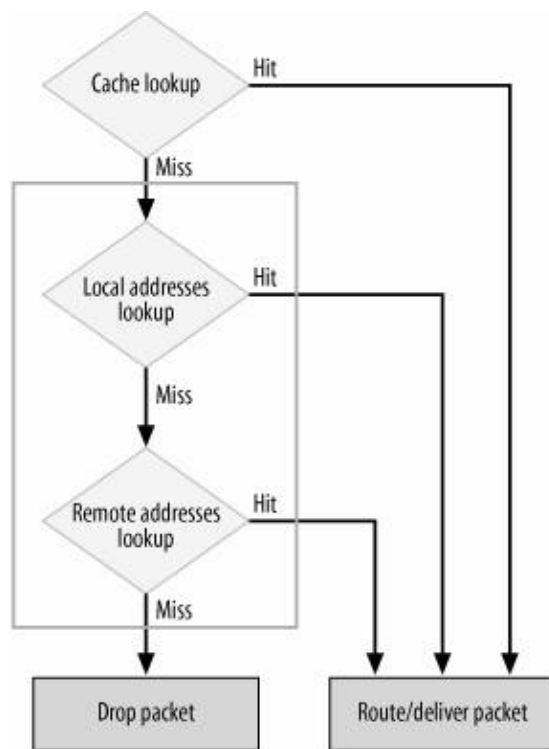 Cache lookup
Hit
Miss
Local addresses
lookup
Hit
Miss
Remote addresses
lookup
Hit
Miss
Drop packet
Route/deliver packet